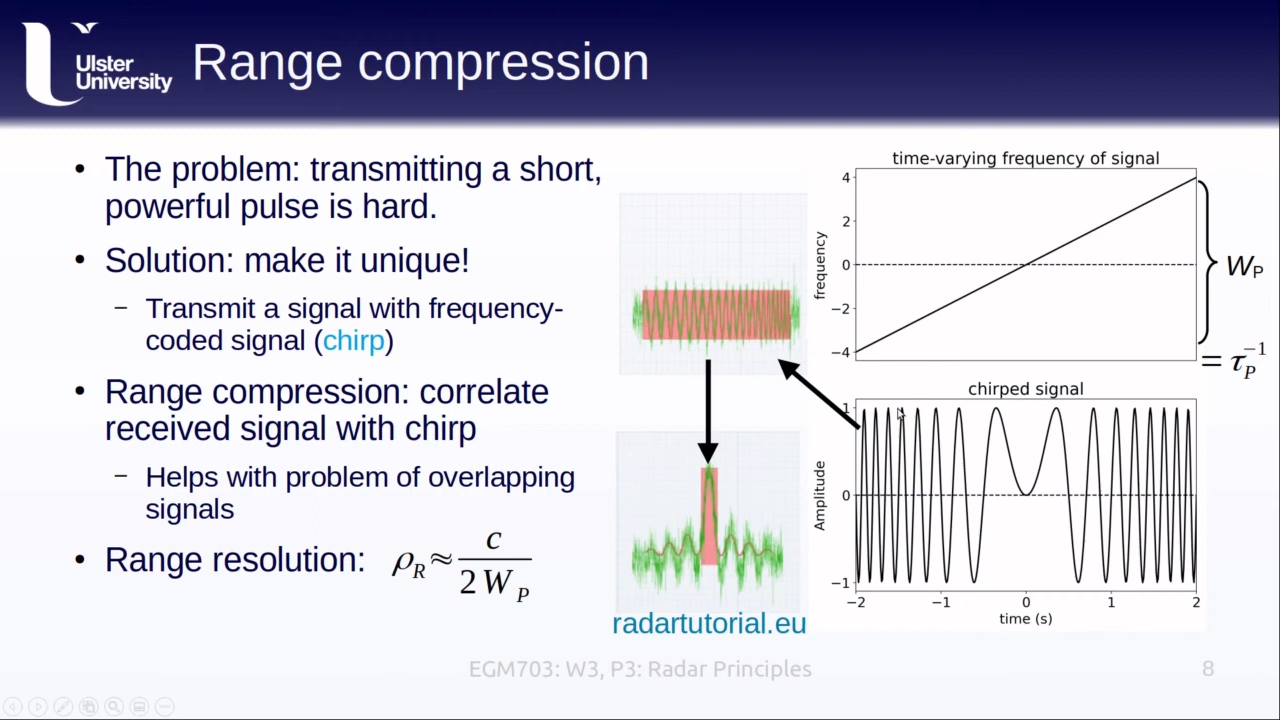 Ulster
University
Range compression
• The problem: transmitting a short,
powerful pulse is hard.
• Solution: make it unique!
– Transmit a signal with frequency-
coded signal (chirp)
• Range compression: correlate
received signal with chirp
– Helps with problem of overlapping
signals
• Range resolution: ρ_R ≈ c / 2 W_P
radartutorial.eu
time-varying frequency of signal
frequency
4
2
0
−2
−4
W_P
= τ_P^−1
chirped signal
Amplitude
1
0
−1
−2 −1 0 1 2
time (s)
EGM703: W3, P3: Radar Principles
8